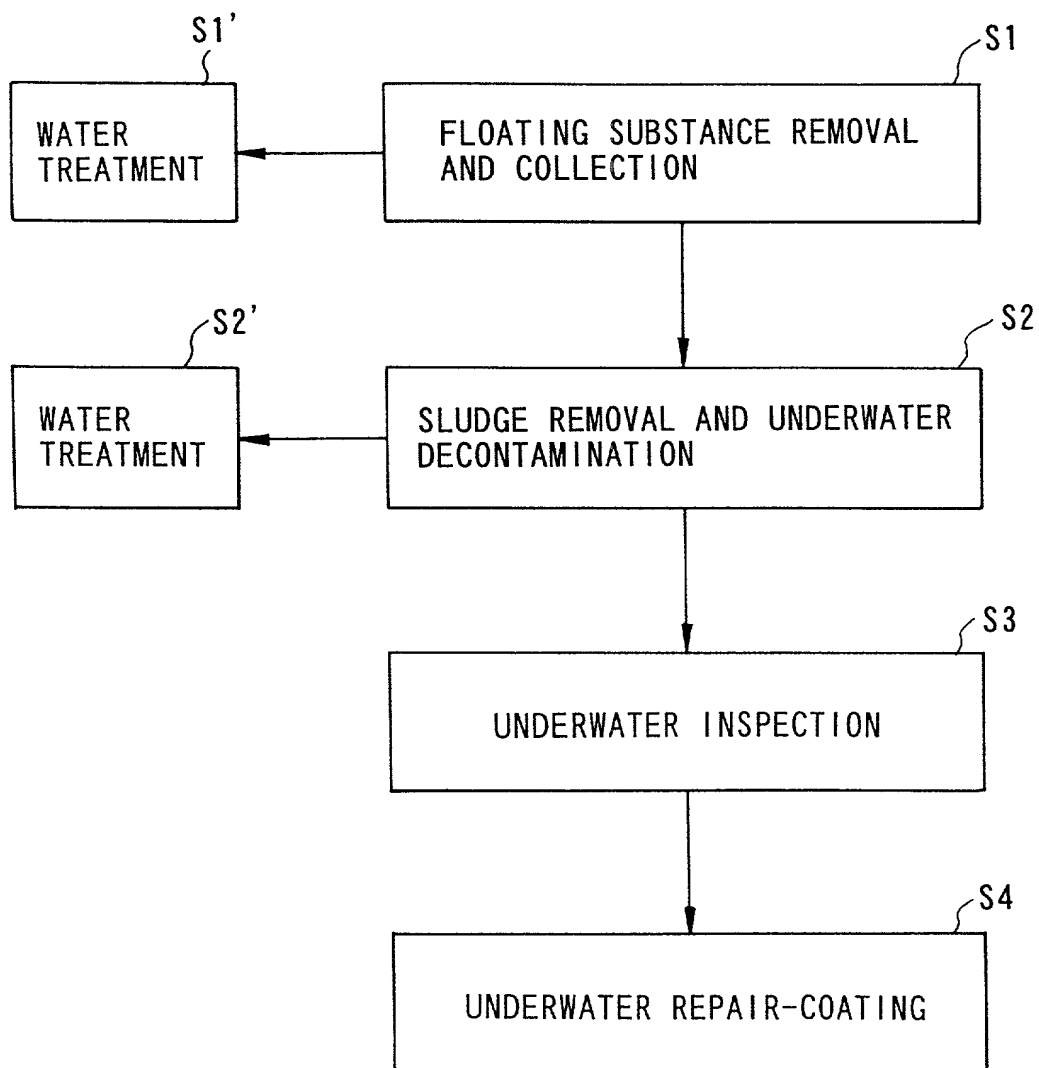 S1'
S1
WATER
TREATMENT
FLOATING SUBSTANCE REMOVAL
AND COLLECTION
S2'
S2
WATER
TREATMENT
SLUDGE REMOVAL AND UNDERWATER
DECONTAMINATION
S3
UNDERWATER INSPECTION
S4
UNDERWATER REPAIR-COATING